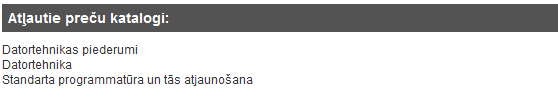 Atļautie preču katalogi:
Datortehnikas piederumi
Datortehnika
Standarta programmatūra un tās atjaunošana